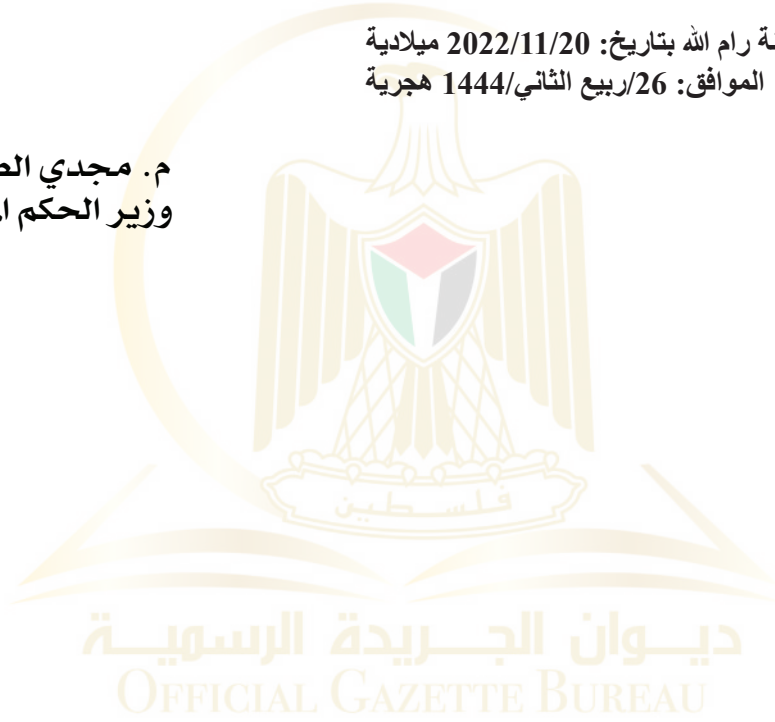 رام الله بتاريخ: 2022/11/20 ميلادية
الموافق: 26/ربيع الثاني/1444 هجرية
م. مجدي
وزير الحكم
فلسطين
ديوان الجريدة الرسمية
OFFICIAL GAZETTE BUREAU